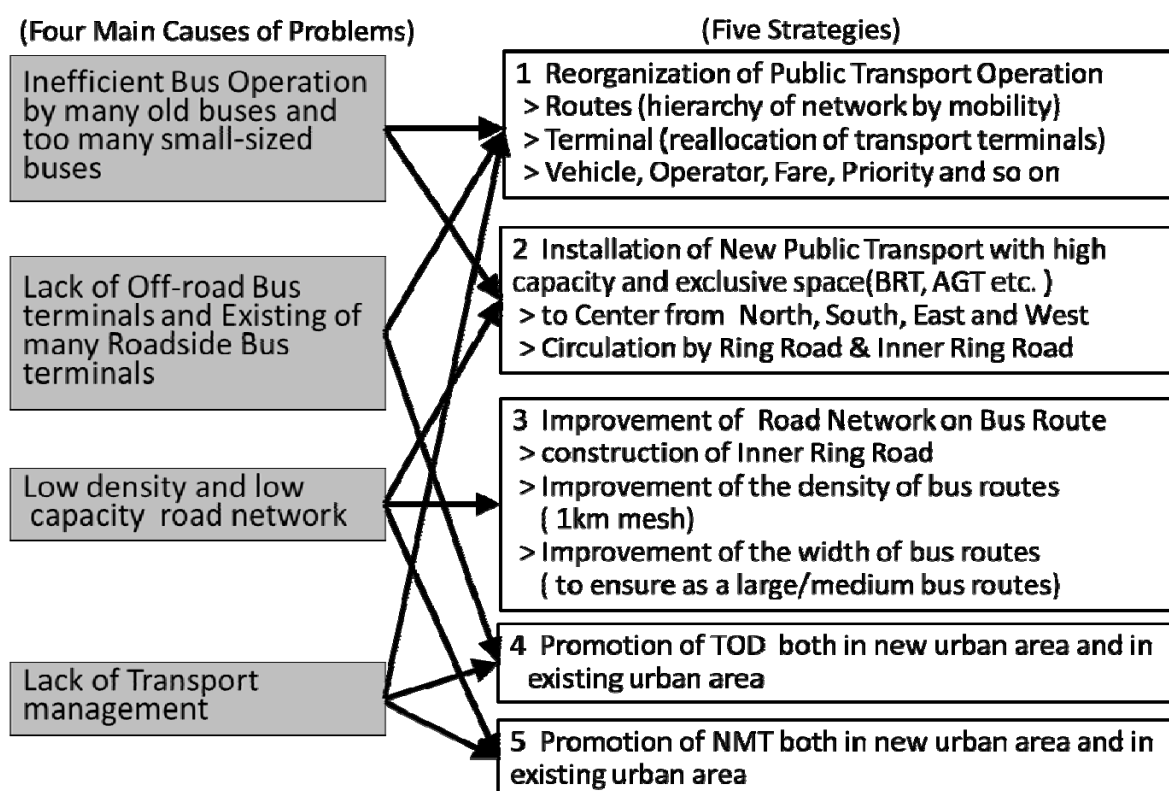 (Four Main Causes of Problems)
(Five Strategies)
Inefficient Bus Operation
by many old buses and
too many small-sized
buses
Lack of Off-road Bus
terminals and Existing of
many Roadside Bus
terminals
Low density and low
capacity road network
Lack of Transport
management
1 Reorganization of Public Transport Operation
> Routes (hierarchy of network by mobility)
> Terminal (reallocation of transport terminals)
> Vehicle, Operator, Fare, Priority and so on
2 Installation of New Public Transport with high
capacity and exclusive space(BRT, AGT etc. )
> to Center from North, South, East and West
> Circulation by Ring Road & Inner Ring Road
3 Improvement of Road Network on Bus Route
> construction of Inner Ring Road
> Improvement of the density of bus routes
( 1km mesh)
> Improvement of the width of bus routes
( to ensure as a large/medium bus routes)
4 Promotion of TOD both in new urban area and in
existing urban area
5 Promotion of NMT both in new urban area and in
existing urban area